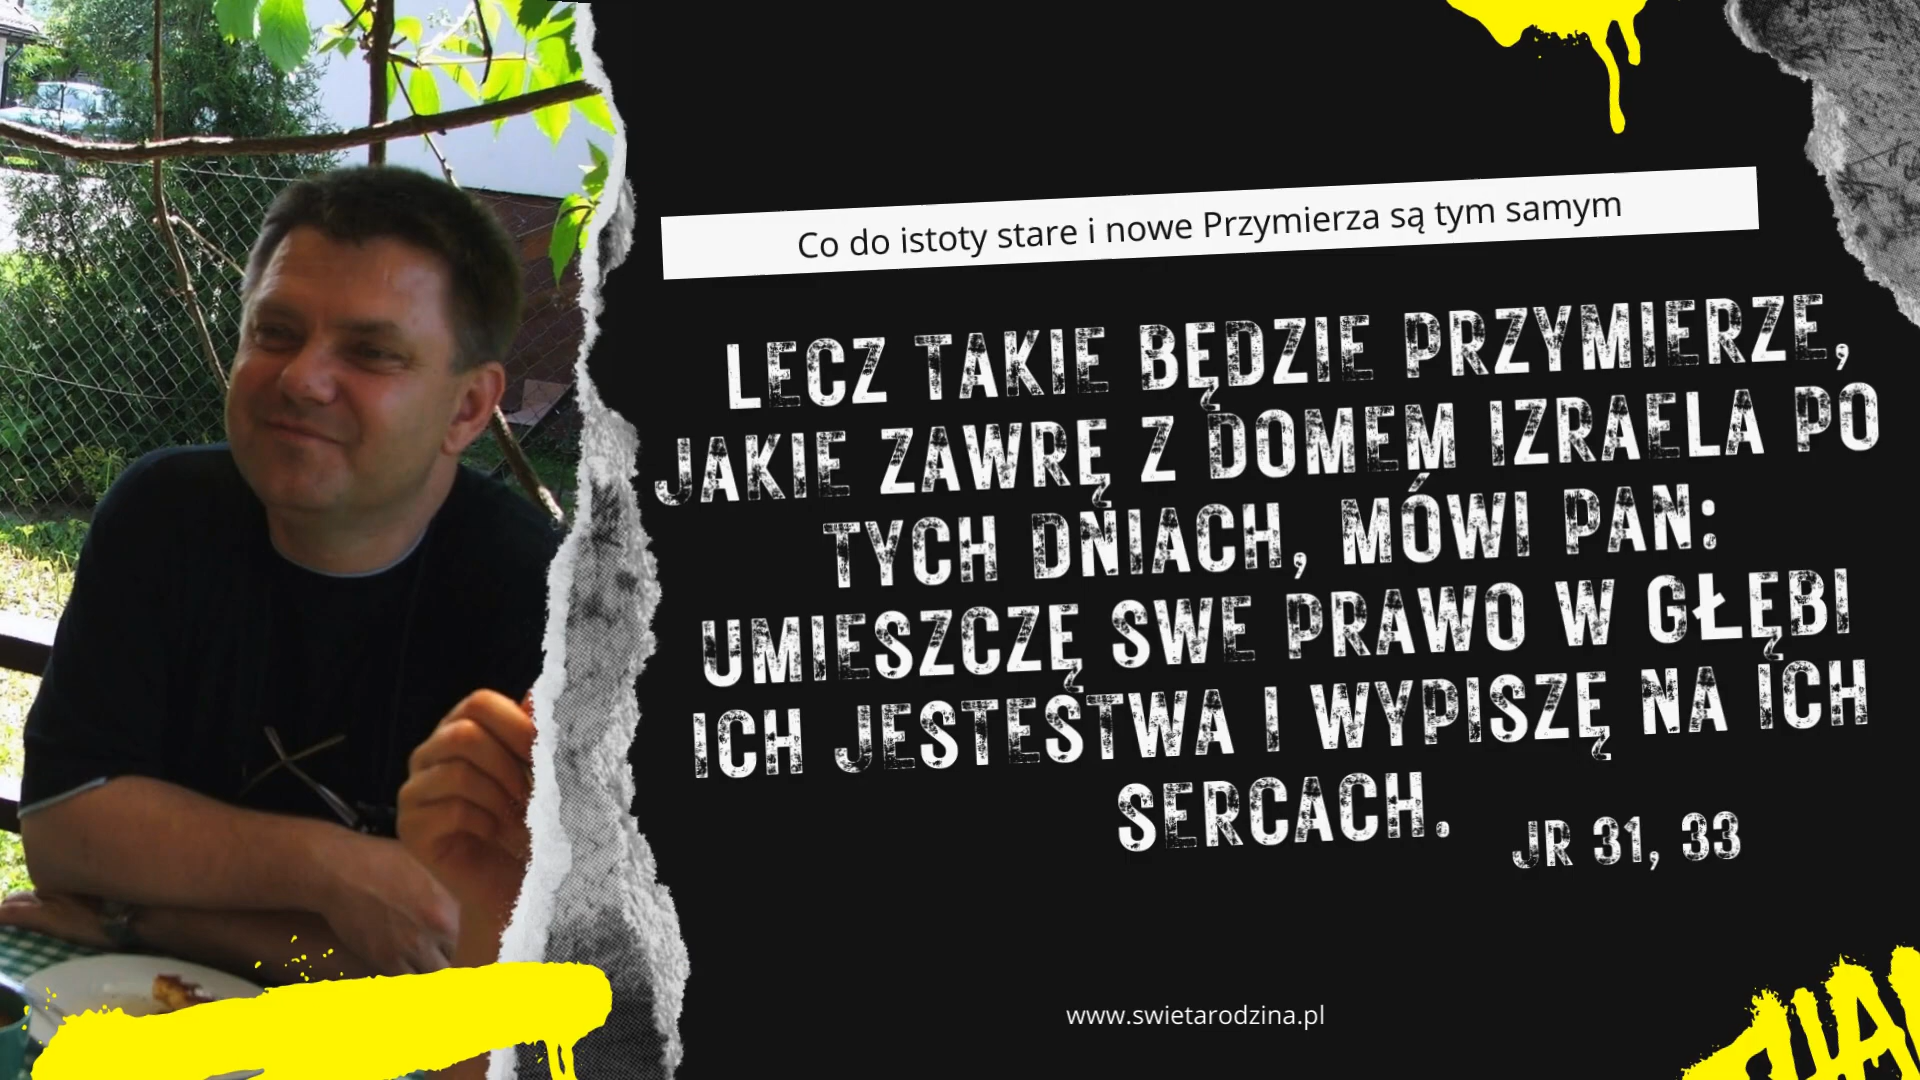 Co do istoty stare i nowe Przymierza są tym samym
LECZ TAKIE BĘDZIE PRZYMIERZE,
JAKIE ZAWRĘ Z DOMEM IZRAELA PO
TYCH DNIACH, MÓWI PAN:
UMIESZCZĘ SWE PRAWO W GŁĘBI
ICH JESTESTWA I WYPISZĘ NA ICH
SERCACH.
JR 31, 33
www.swietarodzina.pl